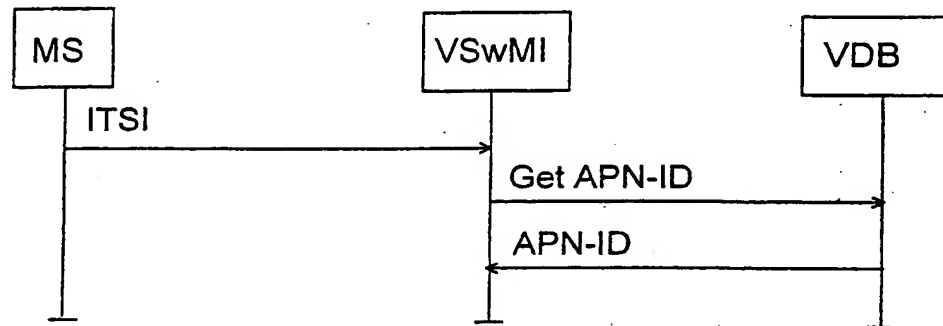 MS
VSwMI
VDB
ITSI
Get APN-ID
APN-ID